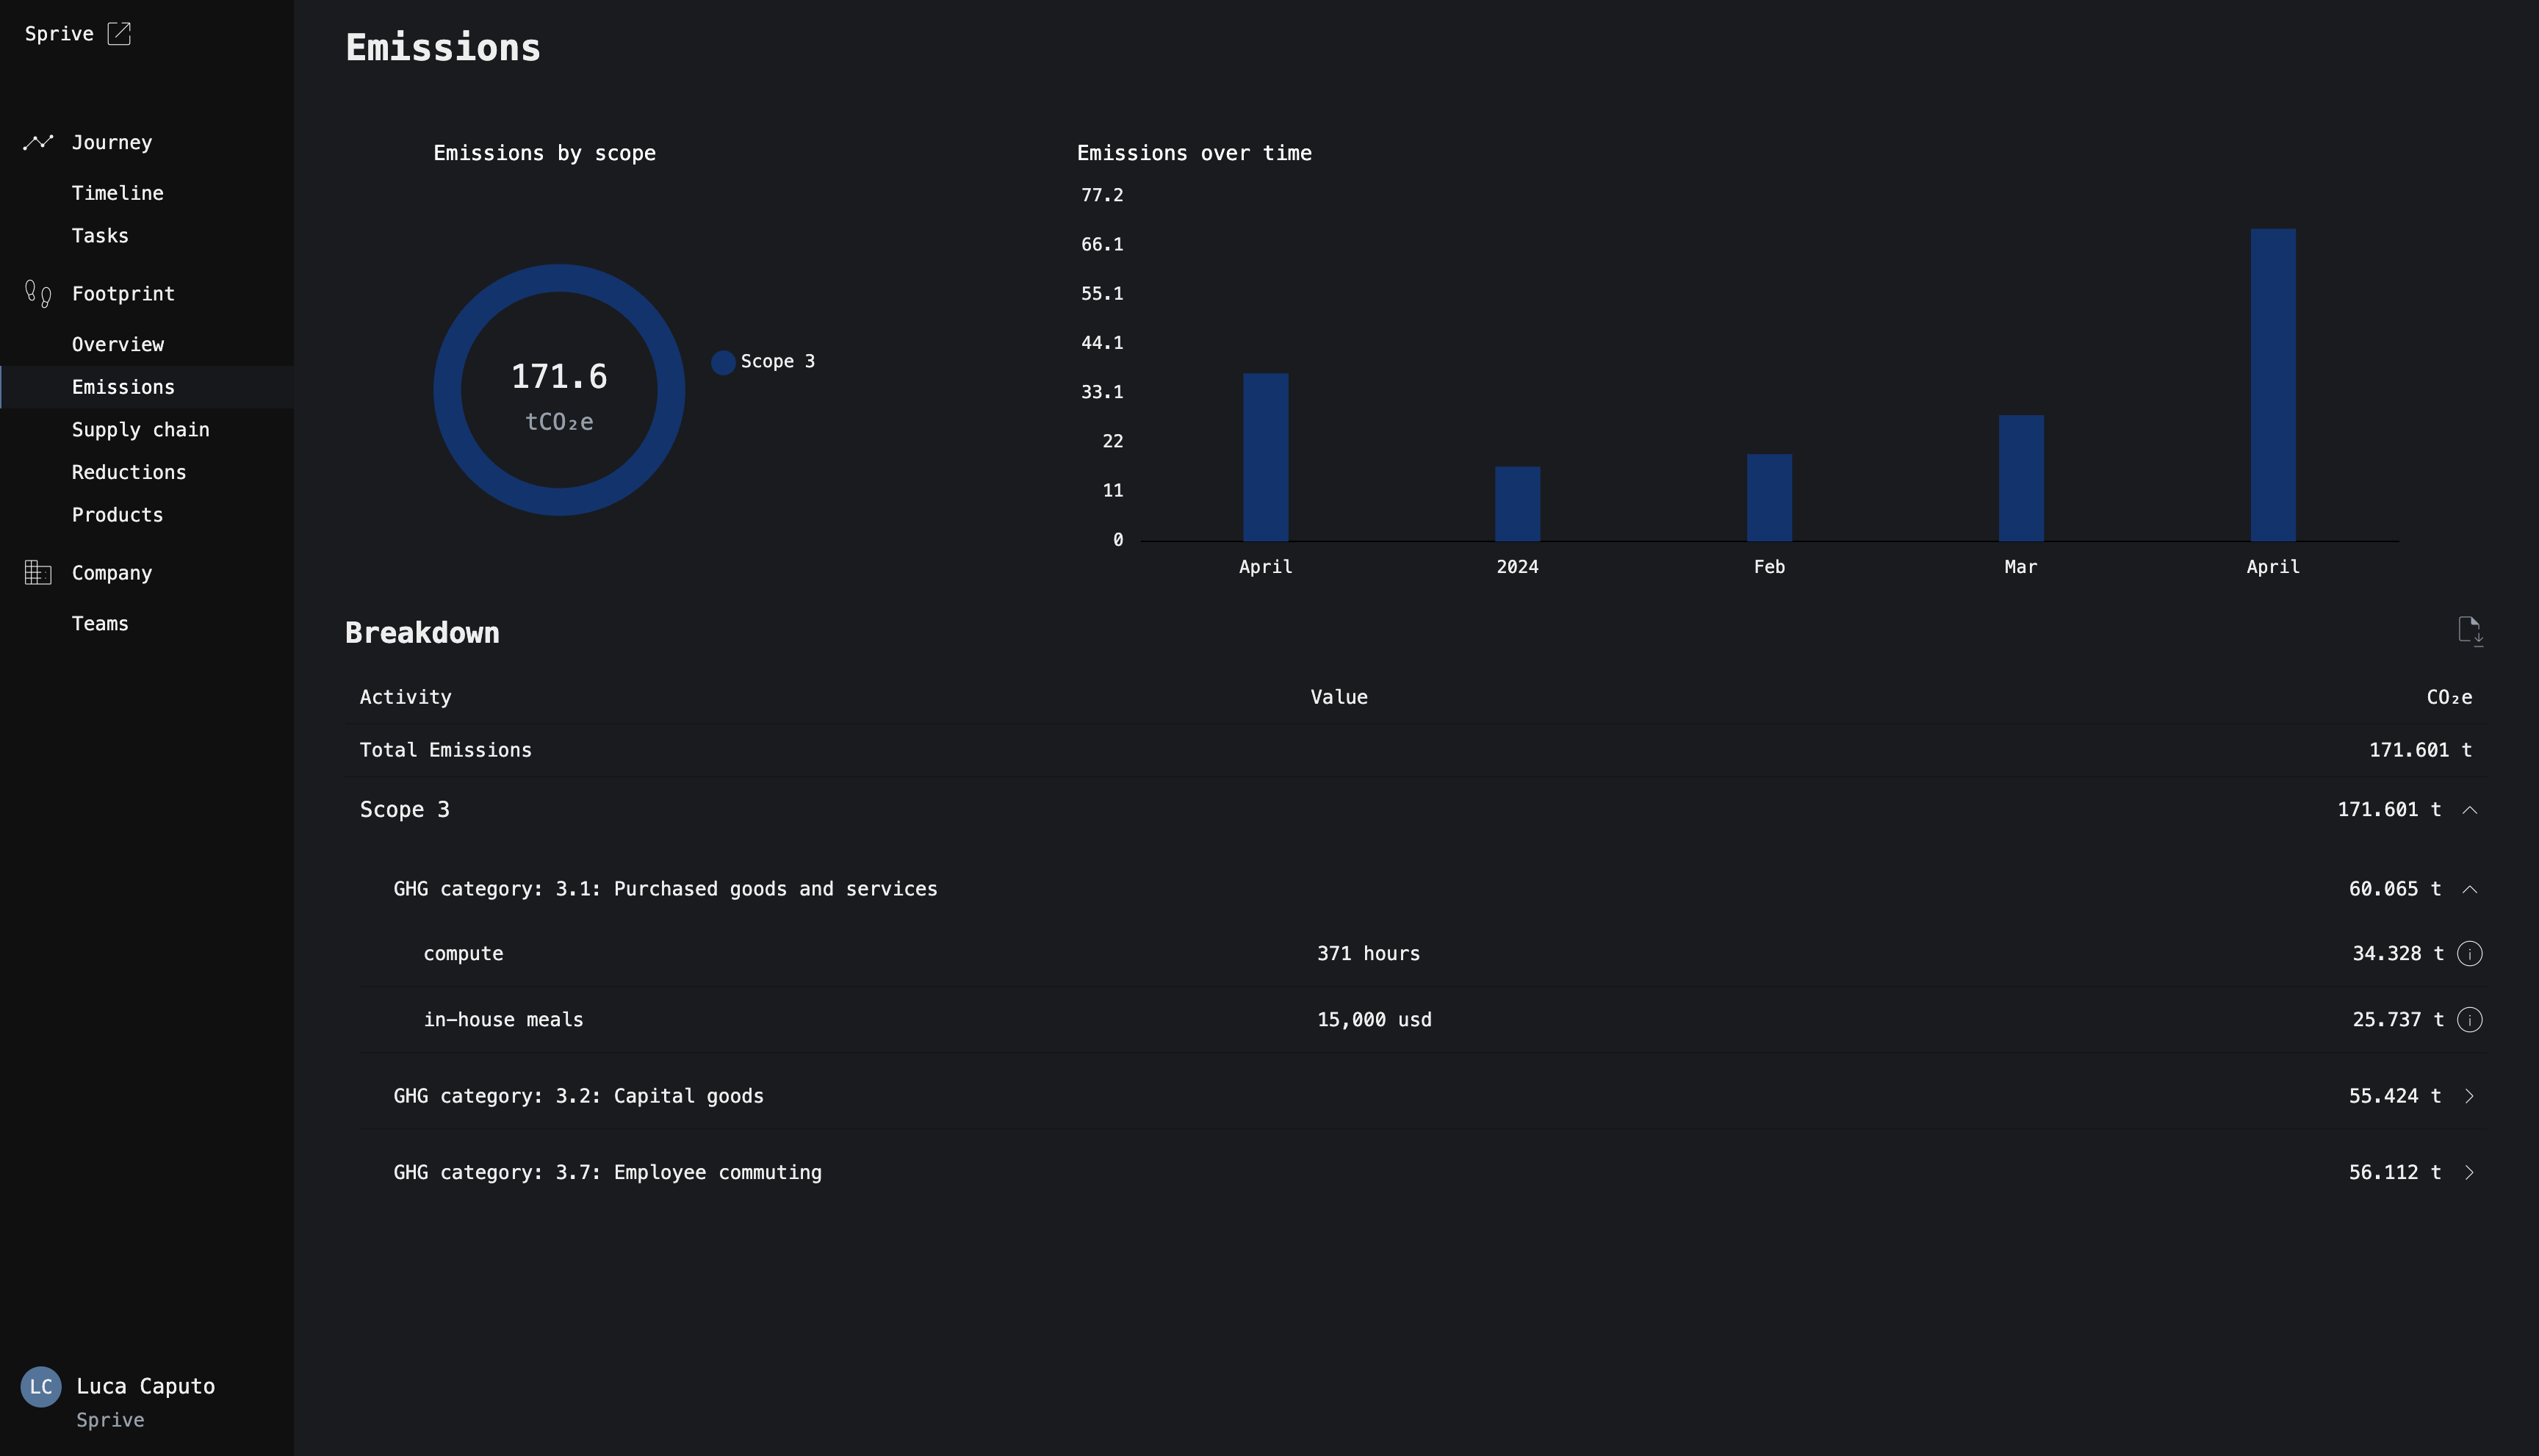 Sprive
Journey
Timeline
Tasks
Footprint
Overview
Emissions
Supply chain
Reductions
Products
Company
Teams
LC Luca Caputo
Sprive
Emissions
Emissions by scope
171.6
tCO₂e
Scope 3
Emissions over time
77.2
66.1
55.1
44.1
33.1
22
11
0
April 2024 Feb Mar April
Breakdown
Activity Value CO₂e
Total Emissions 171.601 t
Scope 3 171.601 t
GHG category: 3.1: Purchased goods and services 60.065 t
compute 371 hours 34.328 t
in-house meals 15,000 usd 25.737 t
GHG category: 3.2: Capital goods 55.424 t
GHG category: 3.7: Employee commuting 56.112 t